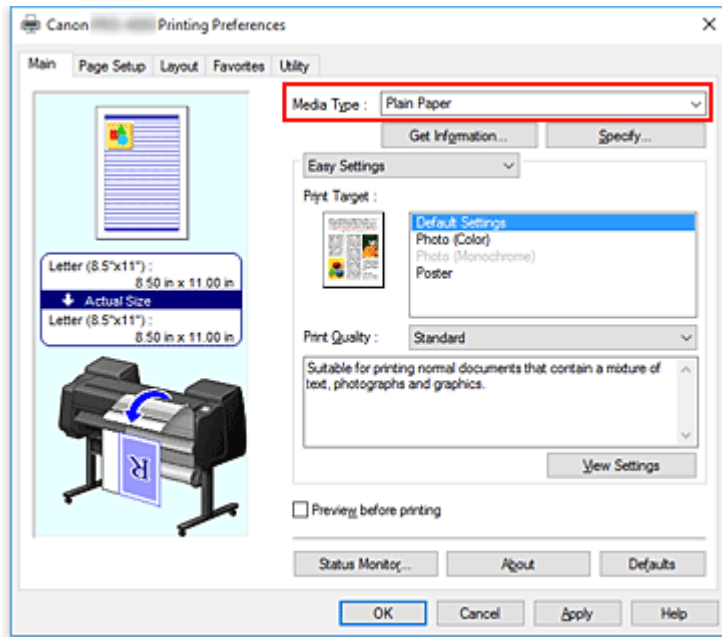 Canon Printing Preferences
Main Page Setup Layout Favorites Utility
Media Type : Plain Paper
Get Information... Specify...
Easy Settings
Print Target :
Default Settings
Photo (Color)
Photo (Monochrome)
Poster
Letter (8.5"x11") :
8.50 in x 11.00 in
Actual Size
Letter (8.5"x11") :
8.50 in x 11.00 in
Print Quality : Standard
Suitable for printing normal documents that contain a mixture of
text, photographs and graphics.
R
View Settings
Preview before printing
Status Monitor... About Defaults
OK Cancel Apply Help